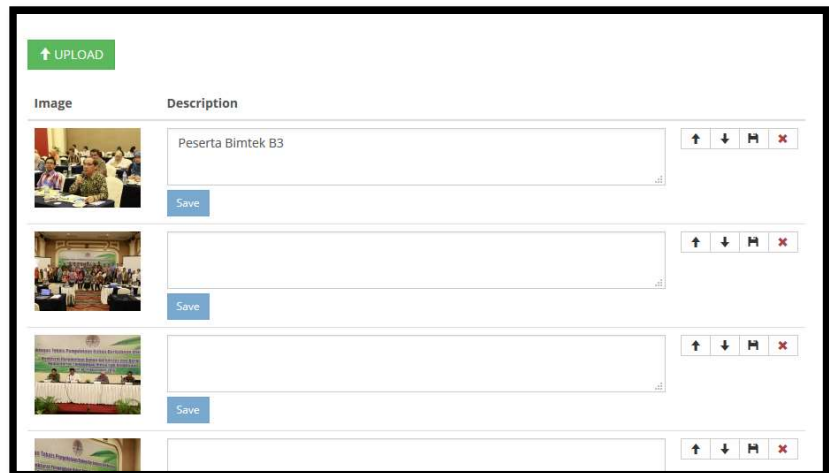 UPLOAD
Image Description
Peserta Bimtek B3
Save
Save
Save